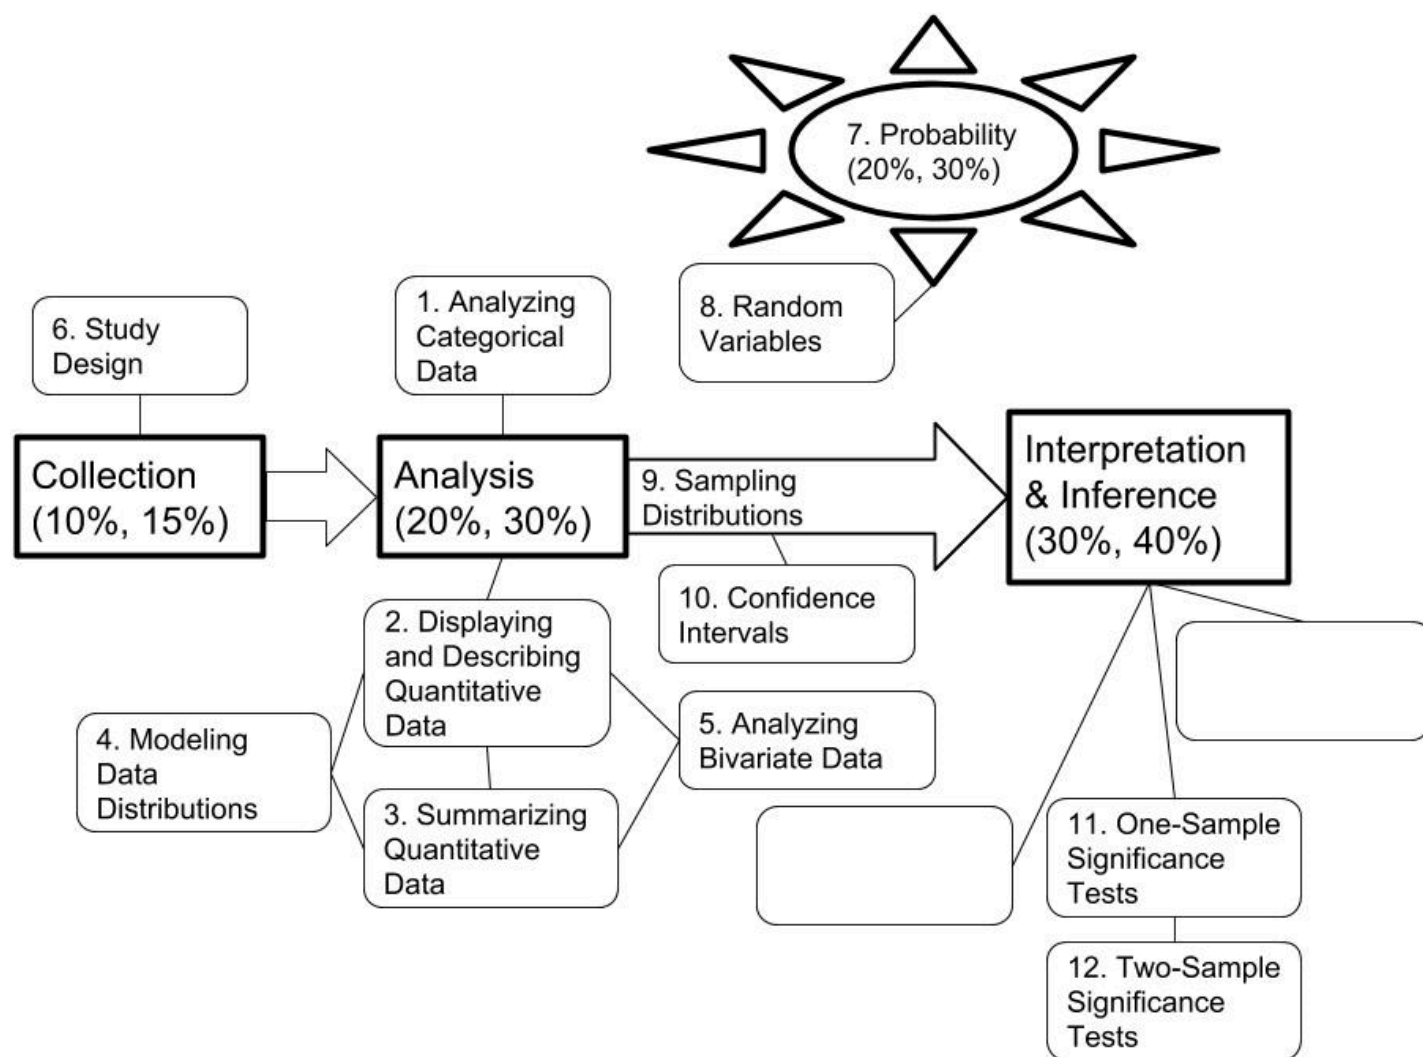 7. Probability
(20%, 30%)
6. Study
Design
1. Analyzing
Categorical
Data
8. Random
Variables
Collection
(10%, 15%)
Analysis
(20%, 30%)
9. Sampling
Distributions
Interpretation
& Inference
(30%, 40%)
10. Confidence
Intervals
2. Displaying
and Describing
Quantitative
Data
4. Modeling
Data
Distributions
5. Analyzing
Bivariate Data
3. Summarizing
Quantitative
Data
11. One-Sample
Significance
Tests
12. Two-Sample
Significance
Tests